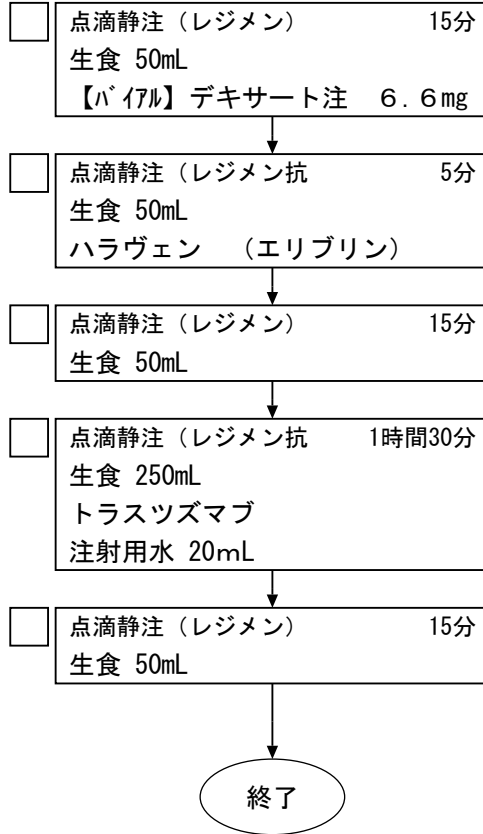 点滴静注（レジメン） 15分
生食 50mL
【ﾊﾞｲｱﾙ】デキサート注　６.６mg
点滴静注（レジメン抗 5分
生食 50mL
ハラヴェン　（エリブリン）
点滴静注（レジメン） 15分
生食 50mL
点滴静注（レジメン抗 1時間30分
生食 250mL
トラスツズマブ
注射用水 20ｍL
点滴静注（レジメン） 15分
生食 50mL
終了